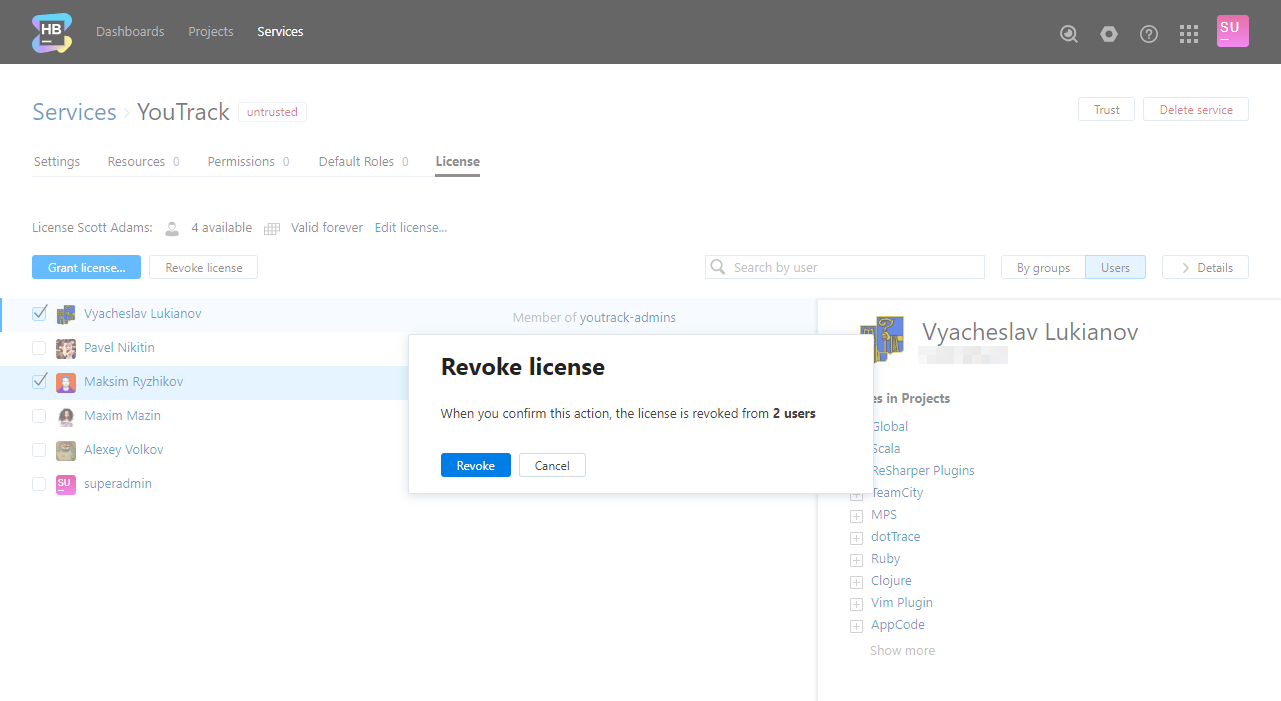 HB
Dashboards Projects Services
SU
Services YouTrack untrusted
Trust Delete service
Settings Resources 0 Permissions 0 Default Roles 0 License
License Scott Adams: 4 available Valid forever Edit license...
Grant license... Revoke license Search by user By groups Users Details
Vyacheslav Lukianov Member of youtrack-admins
Pavel Nikitin
Maksim Ryzhikov
Maxim Mazin
Alexey Volkov
SU superadmin
Revoke license
When you confirm this action, the license is revoked from 2 users
Revoke Cancel
Vyacheslav Lukianov
in Projects
Global
Scala
ReSharper Plugins
TeamCity
MPS
dotTrace
Ruby
Clojure
Vim Plugin
AppCode
Show more